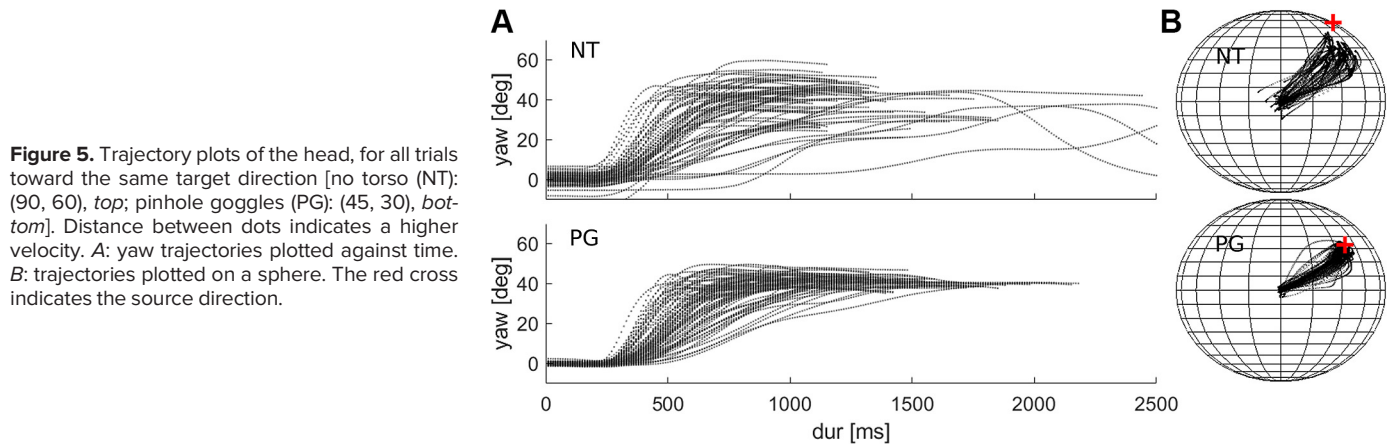 Figure 5. Trajectory plots of the head, for all trials
toward the same target direction [no torso (NT):
(90, 60), top; pinhole goggles (PG): (45, 30), bot-
tom]. Distance between dots indicates a higher
velocity. A: yaw trajectories plotted against time.
B: trajectories plotted on a sphere. The red cross
indicates the source direction.
A
NT
yaw [deg]
60
40
20
0
PG
yaw [deg]
60
40
20
0
0 500 1000 1500 2000 2500
dur [ms]
B
NT
PG